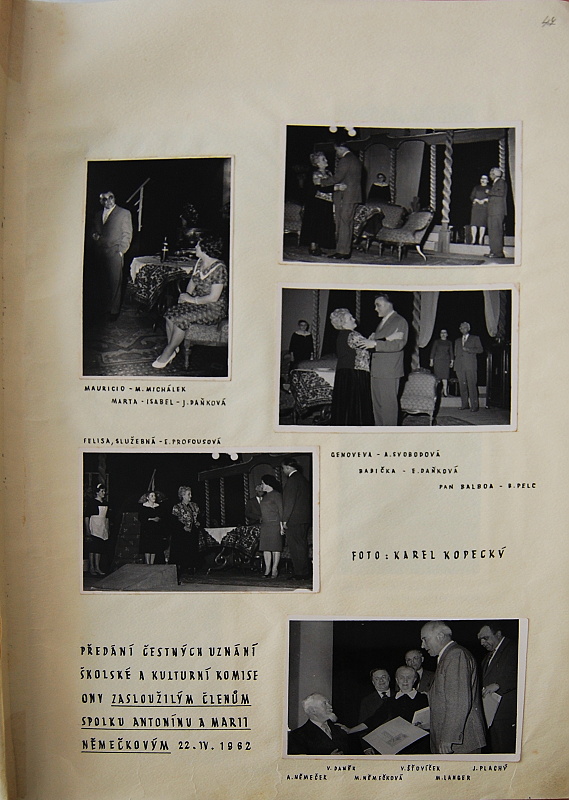 44
MAURICIO - M. MICHÁLEK
MARTA - ISABEL - J. DAŇKOVÁ
FELISA, SLUŽEBNÁ - E. PROFOUSOVÁ
GENOVEVA - A. SVOBODOVÁ
BABIČKA - E. DAŇKOVÁ
PAN BALBOA - B. PELC
FOTO: KAREL KOPECKÝ
PŘEDÁNÍ ČESTNÝCH UZNÁNÍ
ŠKOLSKÉ A KULTURNÍ KOMISE
ONV ZASLOUŽILÝM ČLENŮM
SPOLKU ANTONÍNU A MARII
NĚMEČKOVÝM 22. IV. 1962
V. DANĚK V. ŠŤOVÍČEK J. PLACHÝ
A. NĚMEČEK M. NĚMEČKOVÁ M. LANGER